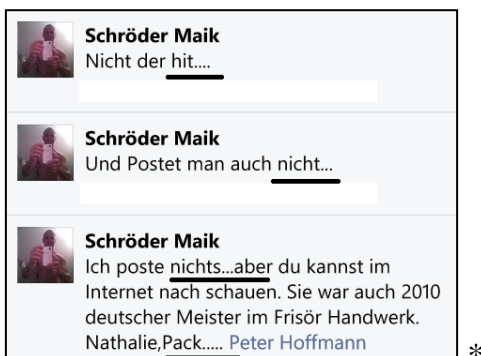 Schröder Maik
Nicht der hit....
Schröder Maik
Und Postet man auch nicht...
Schröder Maik
Ich poste nichts...aber du kannst im
Internet nach schauen. Sie war auch 2010
deutscher Meister im Frisör Handwerk.
Nathalie,Pack..... Peter Hoffmann
*